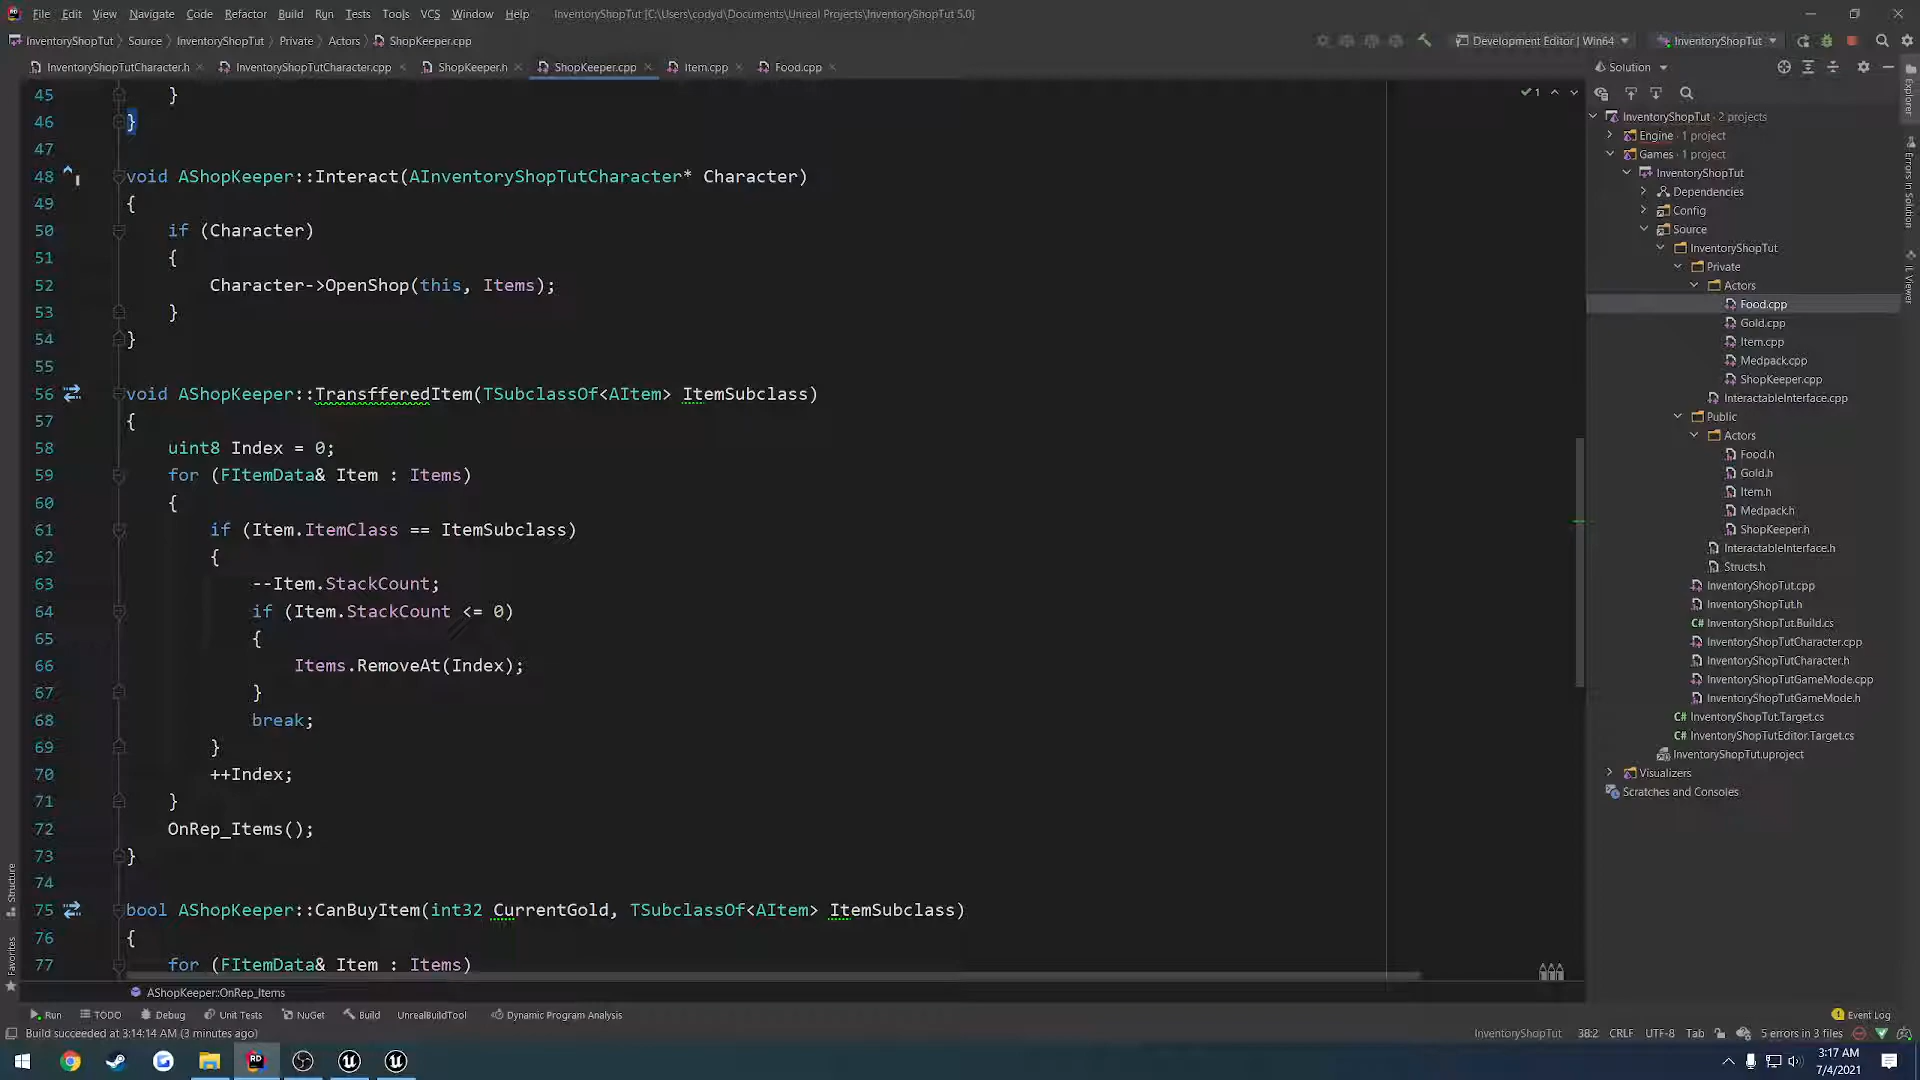 File Edit View Navigate Code Refactor Build Run Tests Tools VCS Window Help InventoryShopTut [C:\Users\codyd\Documents\Unreal Projects\InventoryShopTut 5.0]
InventoryShopTut Source InventoryShopTut Private Actors ShopKeeper.cpp Development Editor | Win64 InventoryShopTut
InventoryShopTutCharacter.h InventoryShopTutCharacter.cpp ShopKeeper.h ShopKeeper.cpp Item.cpp Food.cpp
45 }
46 }
47
48 void AShopKeeper::Interact(AInventoryShopTutCharacter* Character)
49 {
50 if (Character)
51 {
52 Character->OpenShop(this, Items);
53 }
54 }
55
56 void AShopKeeper::TransfferedItem(TSubclassOf<AItem> ItemSubclass)
57 {
58 uint8 Index = 0;
59 for (FItemData& Item : Items)
60 {
61 if (Item.ItemClass == ItemSubclass)
62 {
63 --Item.StackCount;
64 if (Item.StackCount <= 0)
65 {
66 Items.RemoveAt(Index);
67 }
68 break;
69 }
70 ++Index;
71 }
72 OnRep_Items();
73 }
74
75 bool AShopKeeper::CanBuyItem(int32 CurrentGold, TSubclassOf<AItem> ItemSubclass)
76 {
77 for (FItemData& Item : Items)
1
AShopKeeper::OnRep_Items
Solution
InventoryShopTut · 2 projects
Engine · 1 project
Games · 1 project
InventoryShopTut
Dependencies
Config
Source
InventoryShopTut
Private
Actors
Food.cpp
Gold.cpp
Item.cpp
Medpack.cpp
ShopKeeper.cpp
InteractableInterface.cpp
Public
Actors
Food.h
Gold.h
Item.h
Medpack.h
ShopKeeper.h
InteractableInterface.h
Structs.h
InventoryShopTut.cpp
InventoryShopTut.h
C# InventoryShopTut.Build.cs
InventoryShopTutCharacter.cpp
InventoryShopTutCharacter.h
InventoryShopTutGameMode.cpp
InventoryShopTutGameMode.h
C# InventoryShopTut.Target.cs
C# InventoryShopTutEditor.Target.cs
InventoryShopTut.uproject
Visualizers
Scratches and Consoles
Explorer
Errors In Solution
IL Viewer
Structure
Favorites
Run TODO Debug Unit Tests NuGet Build UnrealBuildTool Dynamic Program Analysis Event Log
Build succeeded at 3:14:14 AM (3 minutes ago) InventoryShopTut 38:2 CRLF UTF-8 Tab 5 errors in 3 files
RD
3:17 AM
7/4/2021